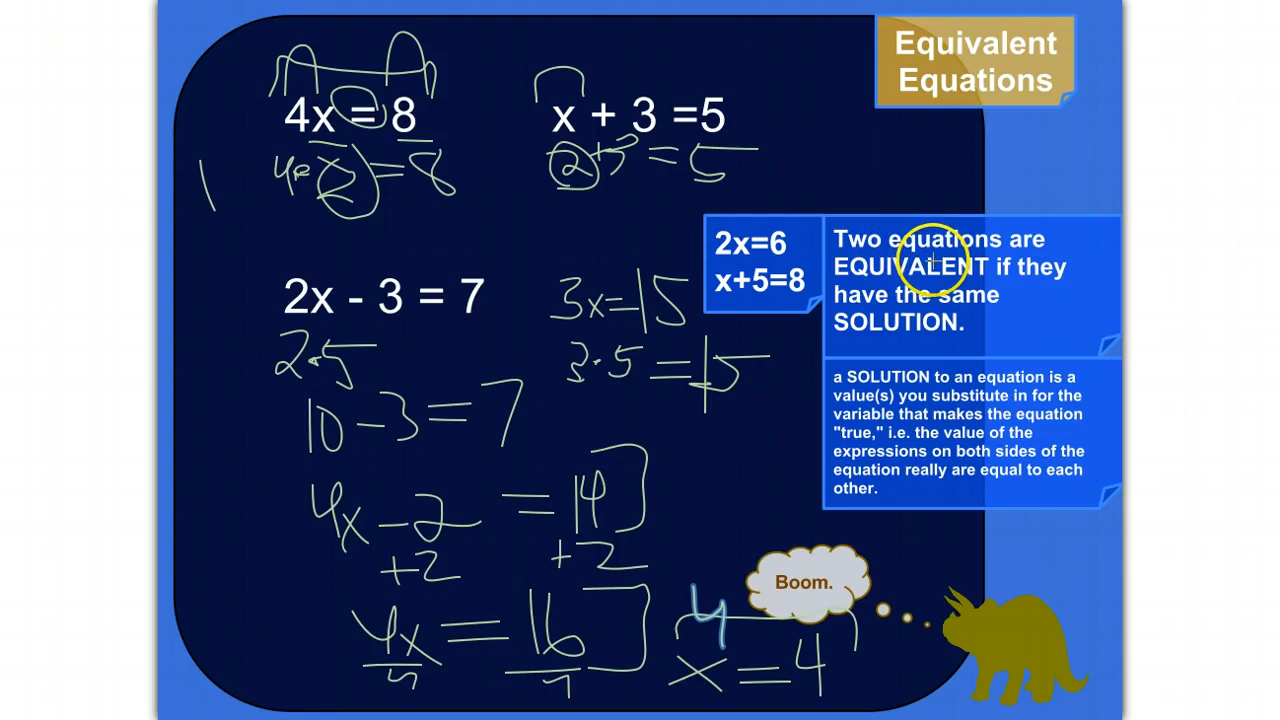 Equivalent
Equations
4x = 8
x + 3 =5
4 2 = 8
2 +3 = 5
2x=6
x+5=8
Two equations are
EQUIVALENT if they
have the same
SOLUTION.
2x - 3 = 7
3x=15
2·5
3·5 =15
10-3=7
a SOLUTION to an equation is a
value(s) you substitute in for the
variable that makes the equation
"true," i.e. the value of the
expressions on both sides of the
equation really are equal to each
other.
4x -2 = 14
+2 +2
Boom.
4x = 16
4
x=4